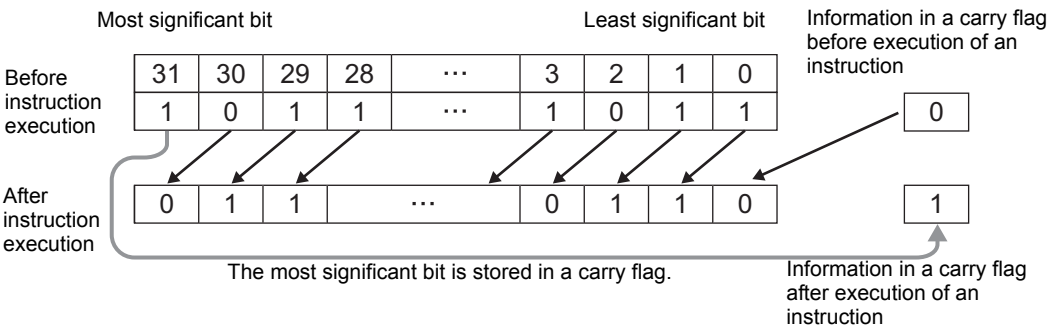 Most significant bit
Least significant bit
Information in a carry flag
before execution of an
instruction
Before
instruction
execution
31 30 29 28 ··· 3 2 1 0
1 0 1 1 ··· 1 0 1 1
0
After
instruction
execution
0 1 1 ··· 0 1 1 0
1
The most significant bit is stored in a carry flag.
Information in a carry flag
after execution of an
instruction